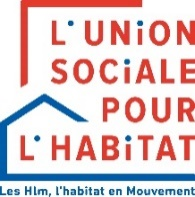 L'UNiON
SOCiALE
POUR
L'HABiTAT
Les Hlm, l'habitat en Mouvement